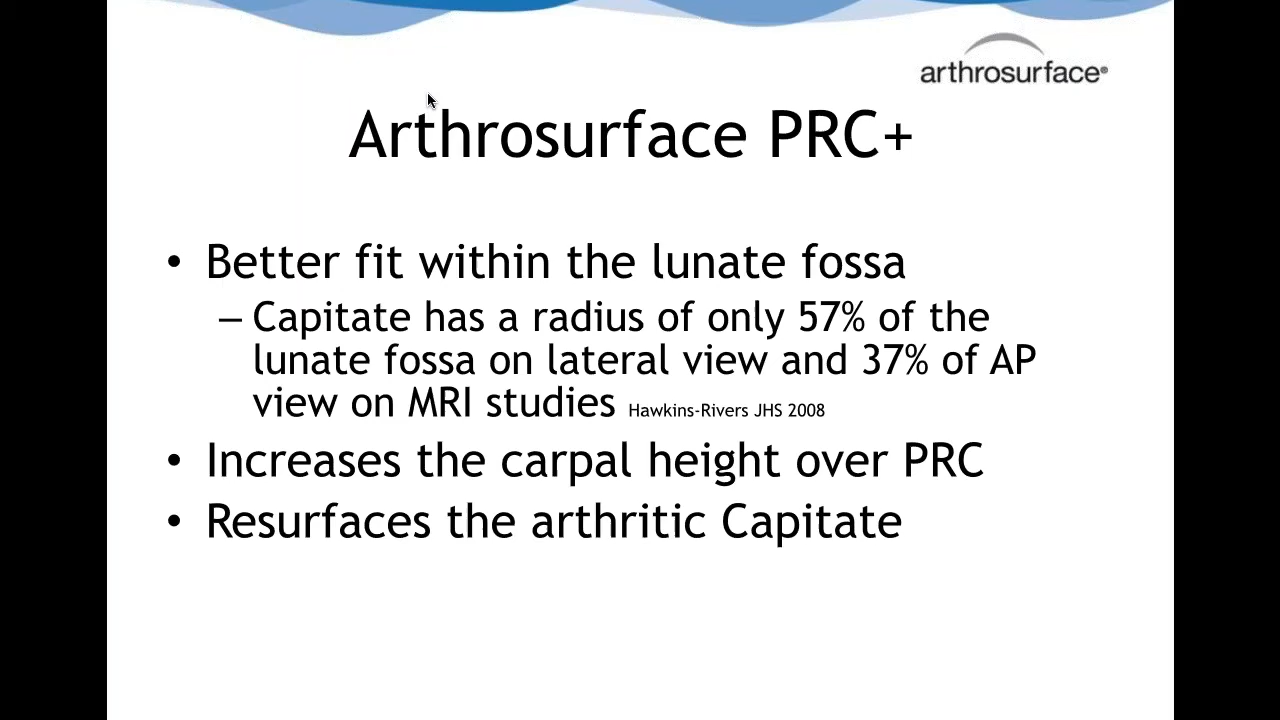 arthrosurface®
Arthrosurface PRC+
• Better fit within the lunate fossa
– Capitate has a radius of only 57% of the
lunate fossa on lateral view and 37% of AP
view on MRI studies Hawkins-Rivers JHS 2008
• Increases the carpal height over PRC
• Resurfaces the arthritic Capitate